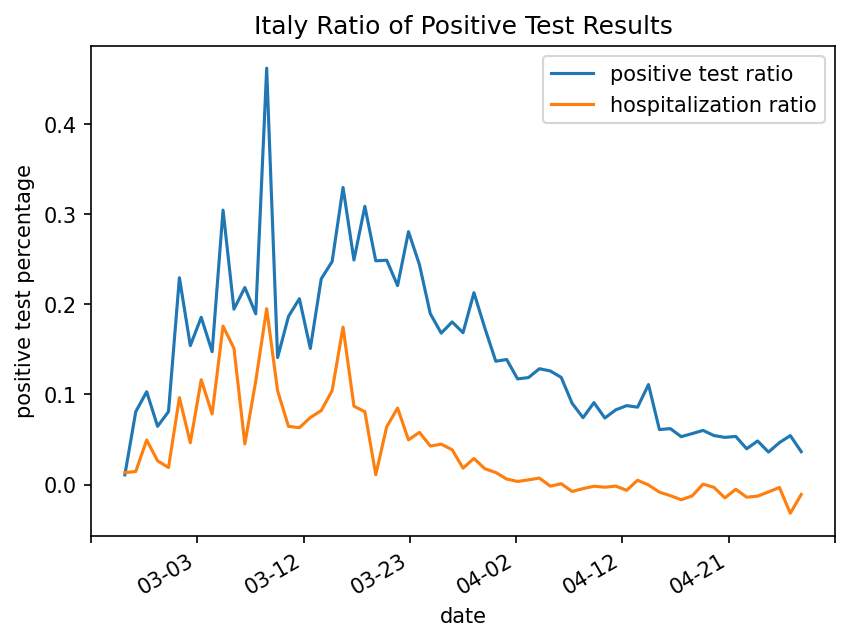 Italy Ratio of Positive Test Results
positive test ratio
hospitalization ratio
positive test percentage
0.4
0.3
0.2
0.1
0.0
03-03
03-12
03-23
04-02
04-12
04-21
date